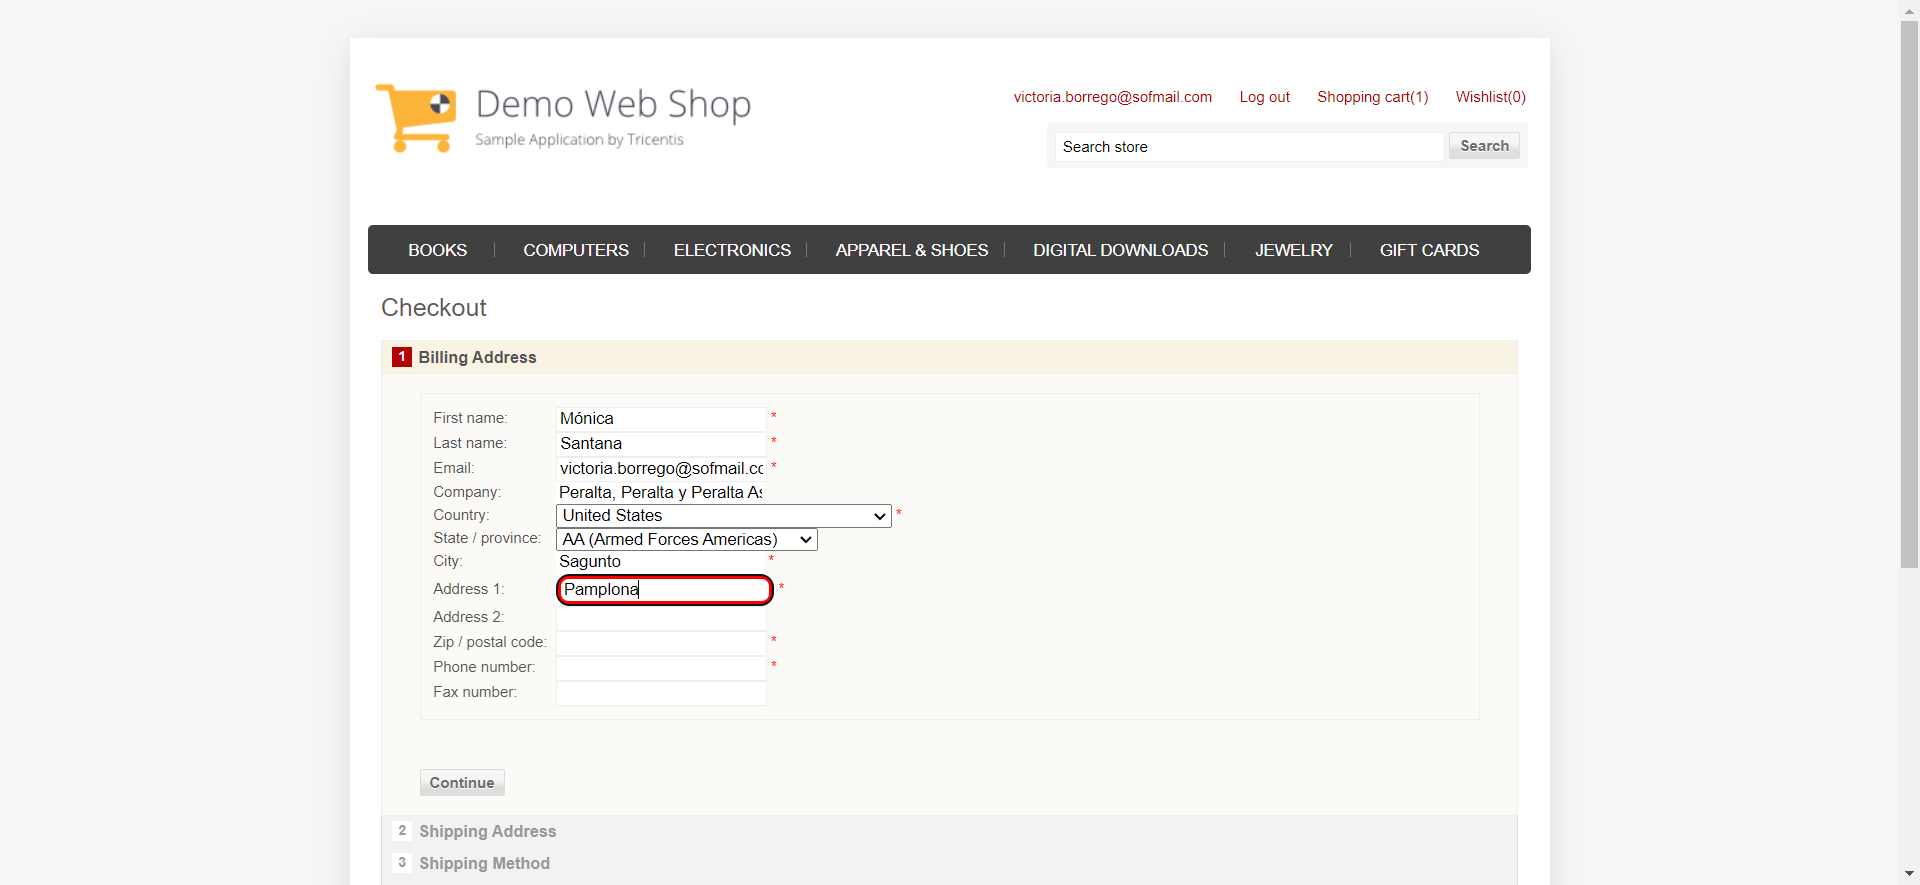 Demo Web Shop
Sample Application by Tricentis
victoria.borrego@sofmail.com Log out Shopping cart(1) Wishlist(0)
Search store Search
BOOKS COMPUTERS ELECTRONICS APPAREL & SHOES DIGITAL DOWNLOADS JEWELRY GIFT CARDS
Checkout
1 Billing Address
First name: Mónica *
Last name: Santana *
Email: victoria.borrego@sofmail.co *
Company: Peralta, Peralta y Peralta As
Country: United States *
State / province: AA (Armed Forces Americas)
City: Sagunto *
Address 1: Pamplona *
Address 2:
Zip / postal code: *
Phone number: *
Fax number:
Continue
2 Shipping Address
3 Shipping Method